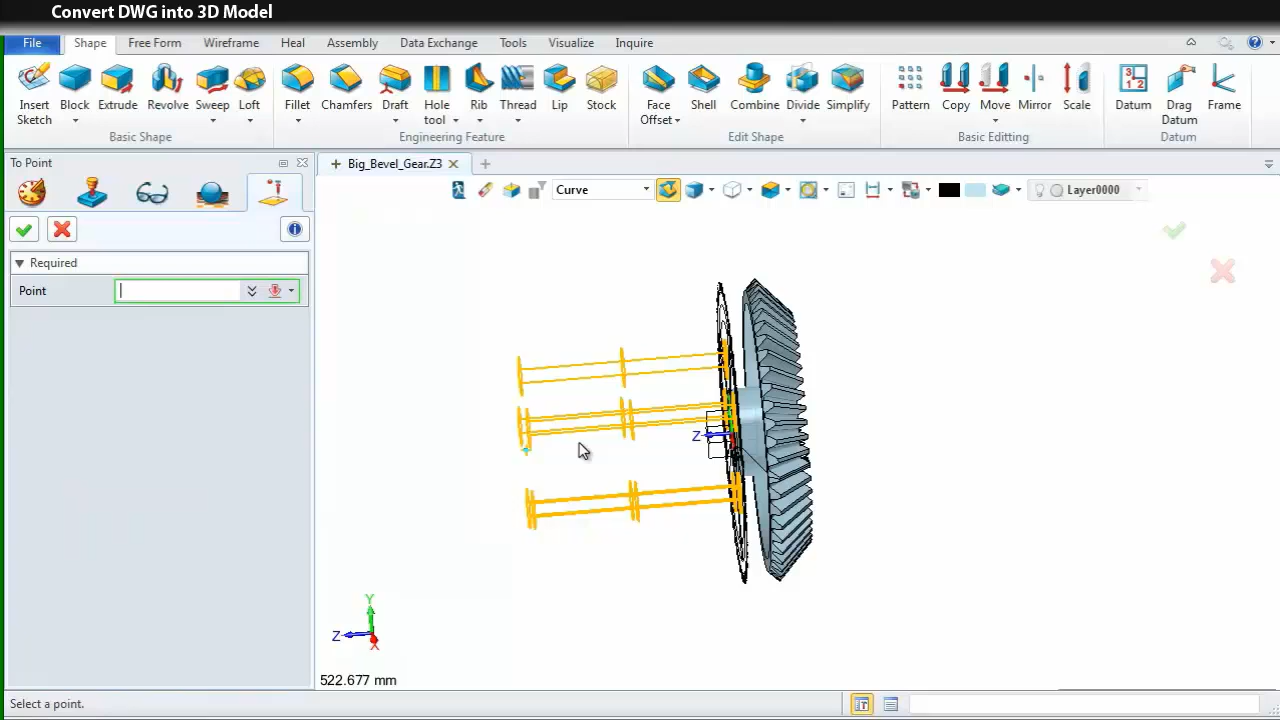 Convert DWG into 3D Model
File Shape Free Form Wireframe Heal Assembly Data Exchange Tools Visualize Inquire
Insert Sketch Block Extrude Revolve Sweep Loft Fillet Chamfers Draft Hole tool Rib Thread Lip Stock Face Offset Shell Combine Divide Simplify Pattern Copy Move Mirror Scale Datum Drag Datum Frame
Basic Shape Engineering Feature Edit Shape Basic Editing Datum
To Point
Big_Bevel_Gear.Z3
Curve Layer0000
Required
Point
Z
Y
Z
X
522.677 mm
Select a point.